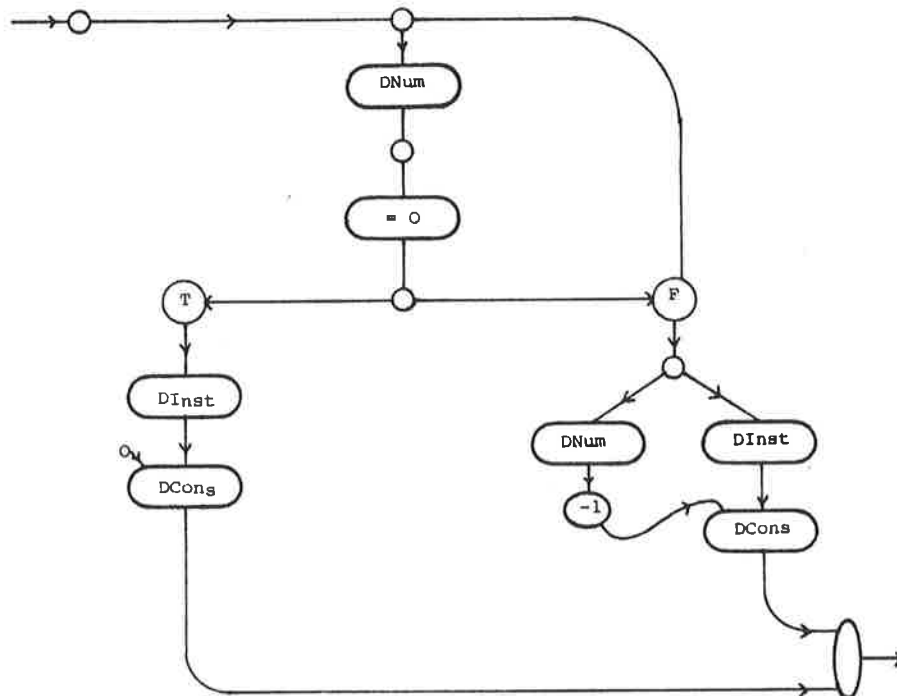 DNum
= 0
T
F
DInst
DNum
DInst
0
DCons
-1
DCons